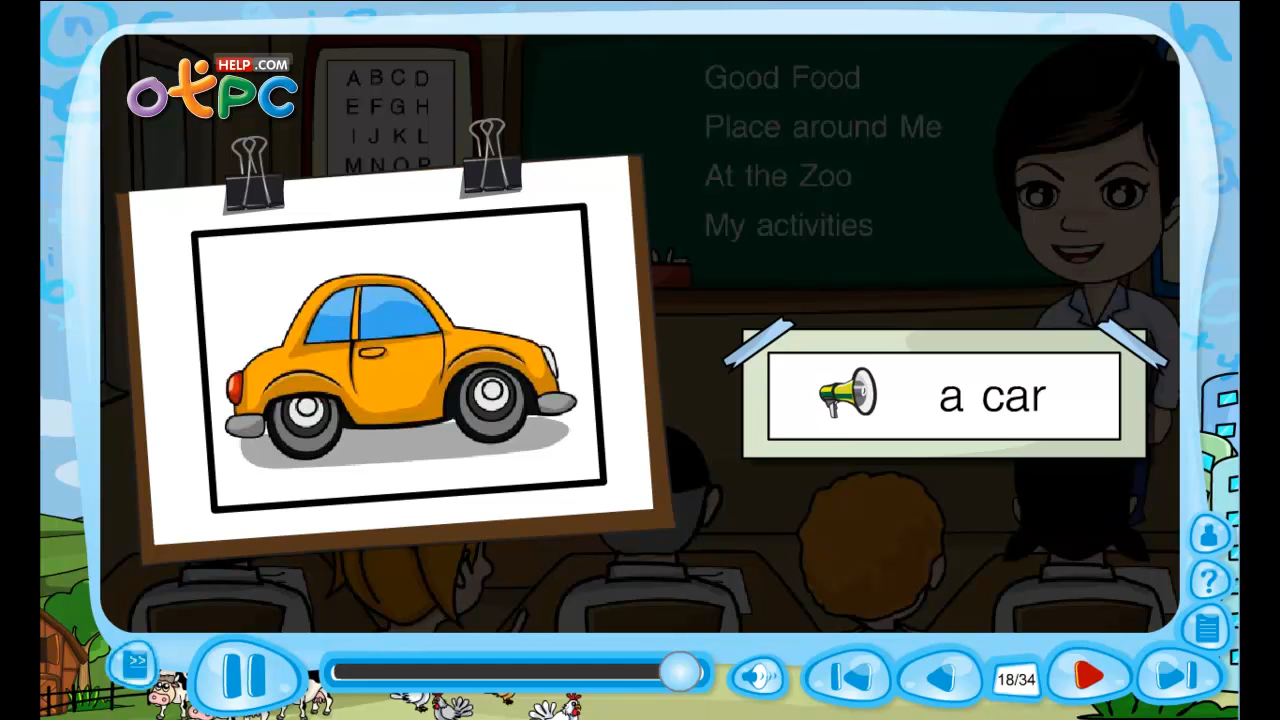 HELP.COM
otpc
A B C D
E F G H
I J K L
M N O P
Good Food
Place around Me
At the Zoo
My activities
a car
>>
?
18/34